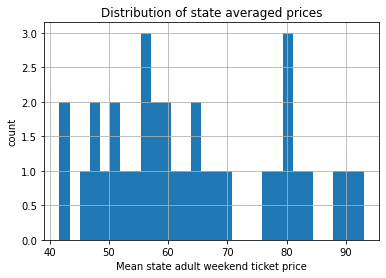 Distribution of state averaged prices
3.0
2.5
2.0
1.5
1.0
0.5
0.0
count
40 50 60 70 80 90
Mean state adult weekend ticket price